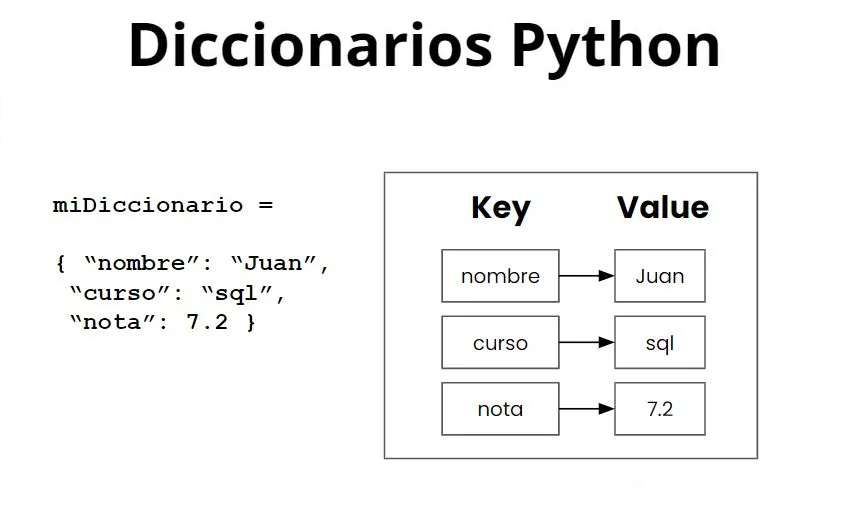 Diccionarios Python
miDiccionario =
{ “nombre”: “Juan”,
“curso”: “sql”,
“nota”: 7.2 }
Key Value
nombre Juan
curso sql
nota 7.2